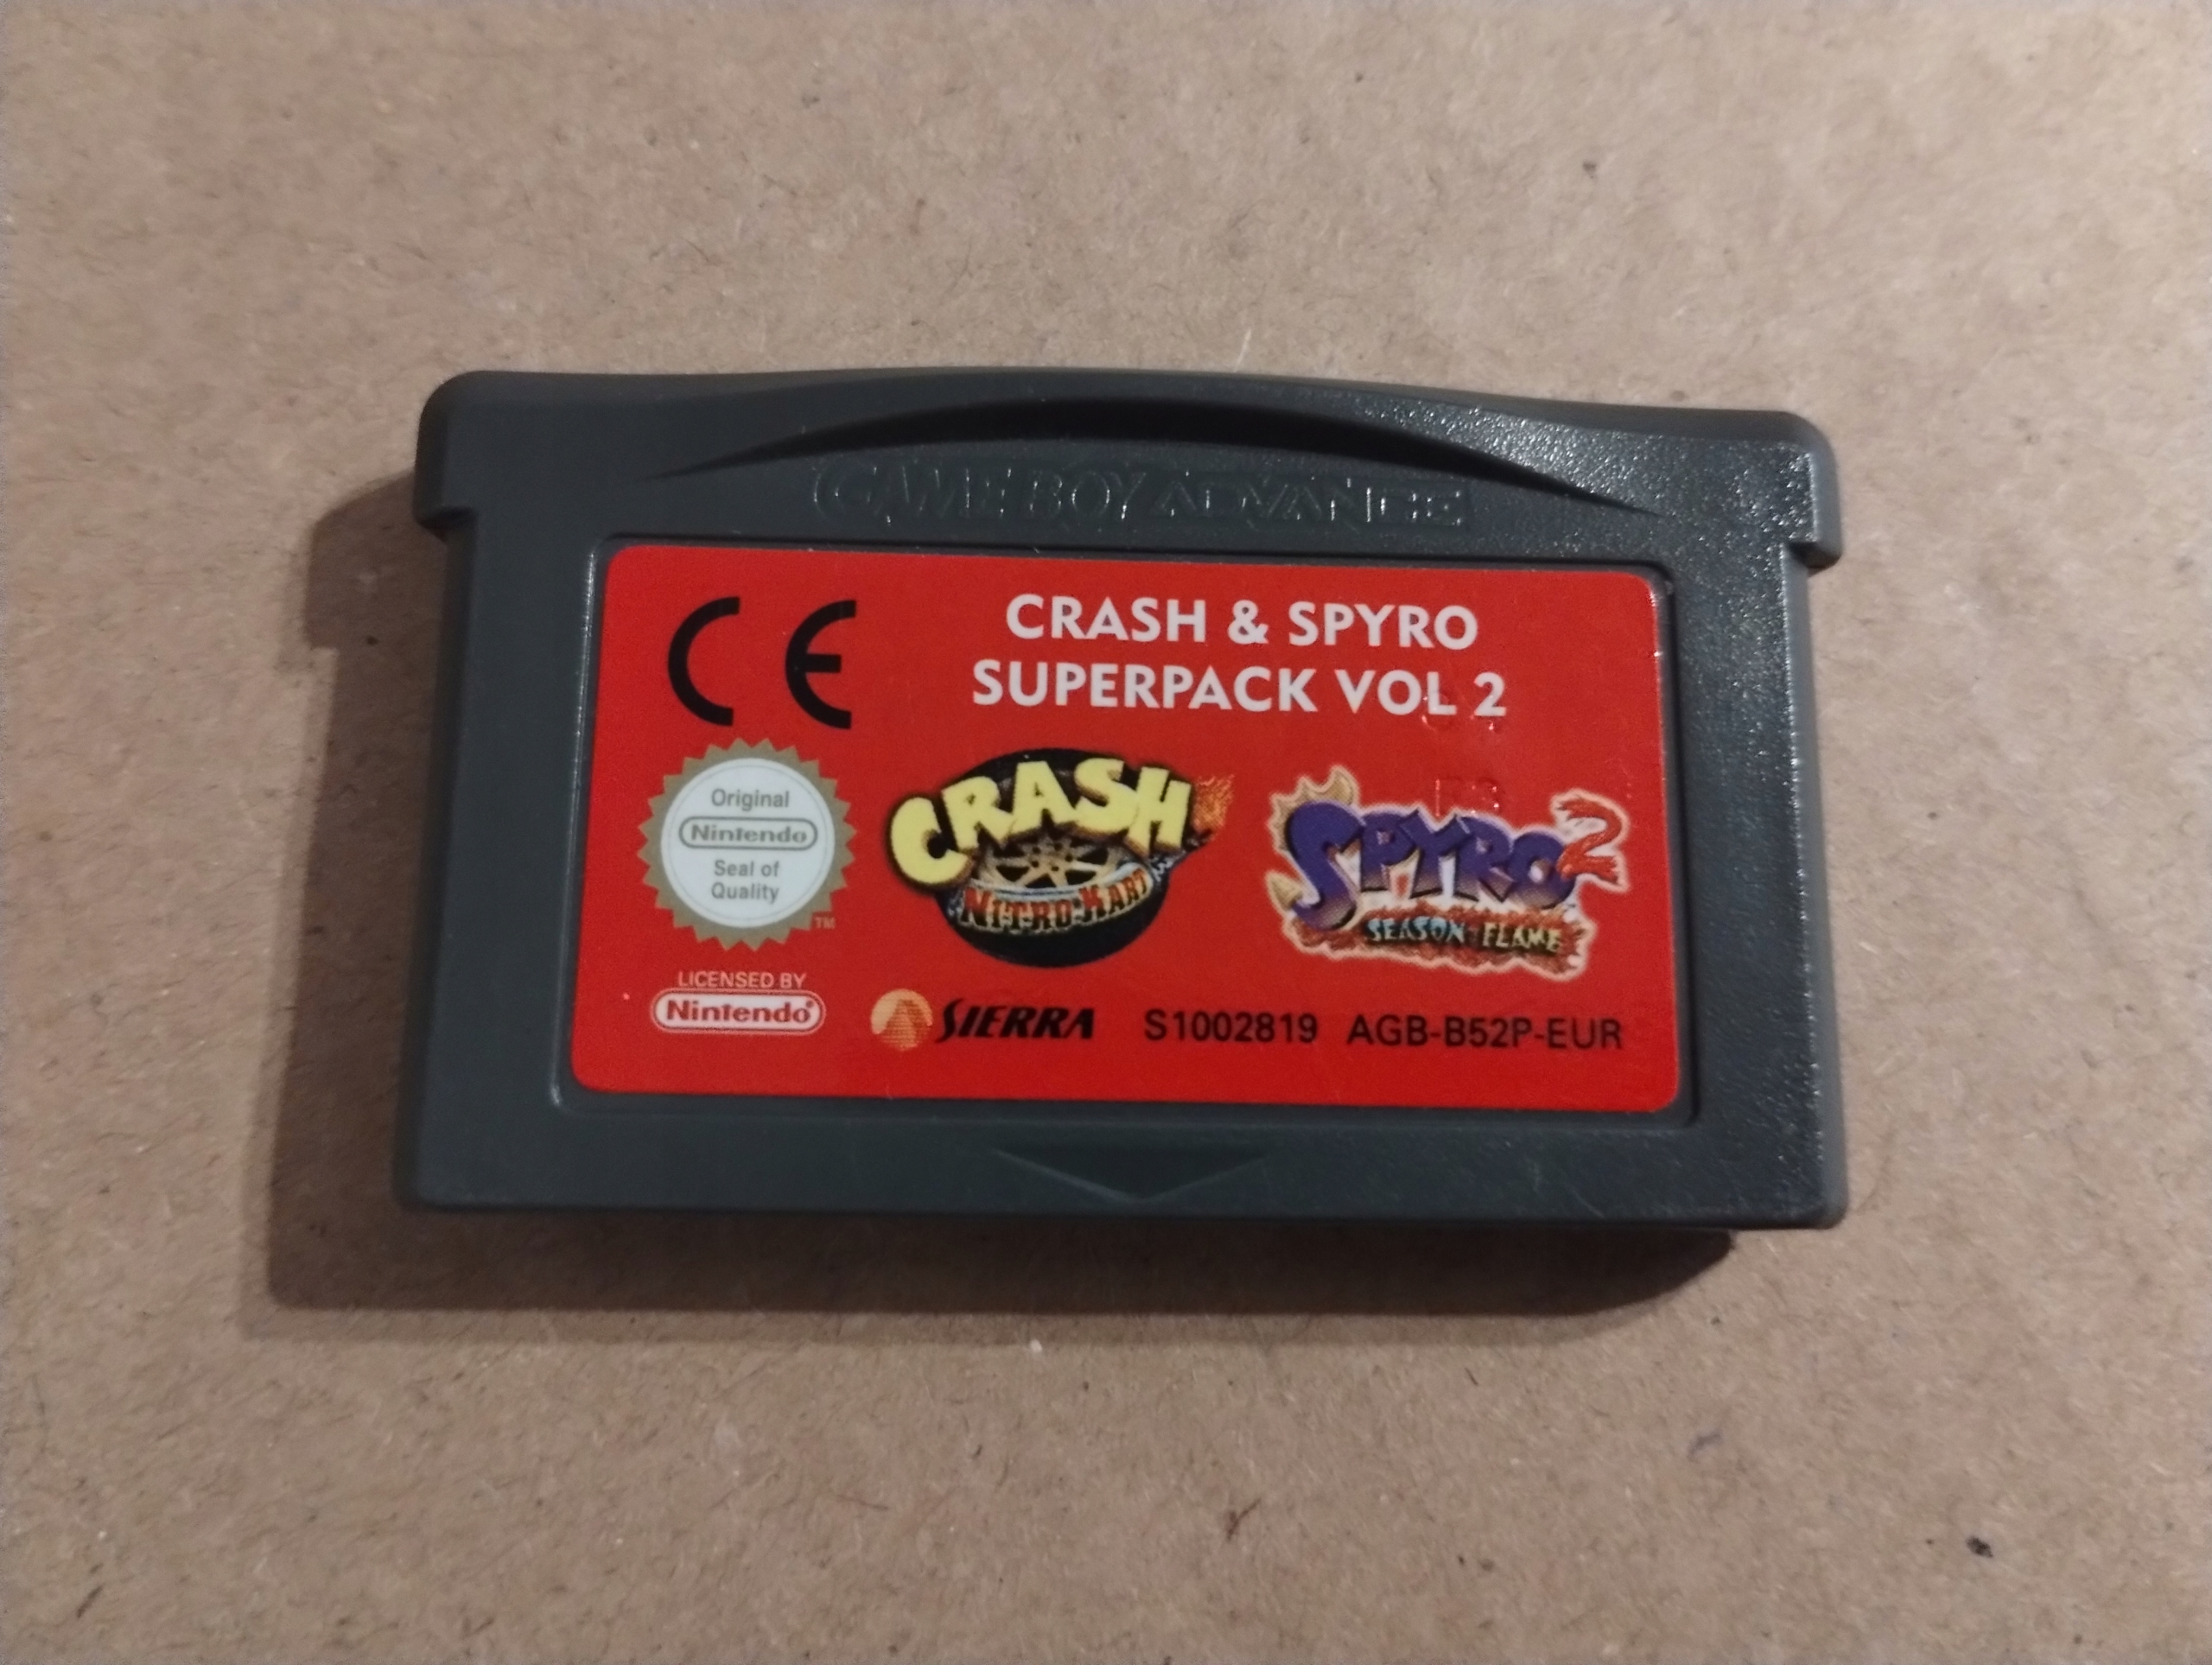 GAME BOY ADVANCE
CE
CRASH & SPYRO
SUPERPACK VOL 2
Original
Nintendo
Seal of
Quality
TM
CRASH
NITRO KART
SPYRO 2
SEASON FLAME
LICENSED BY
Nintendo®
SIERRA
S1002819 AGB-B52P-EUR